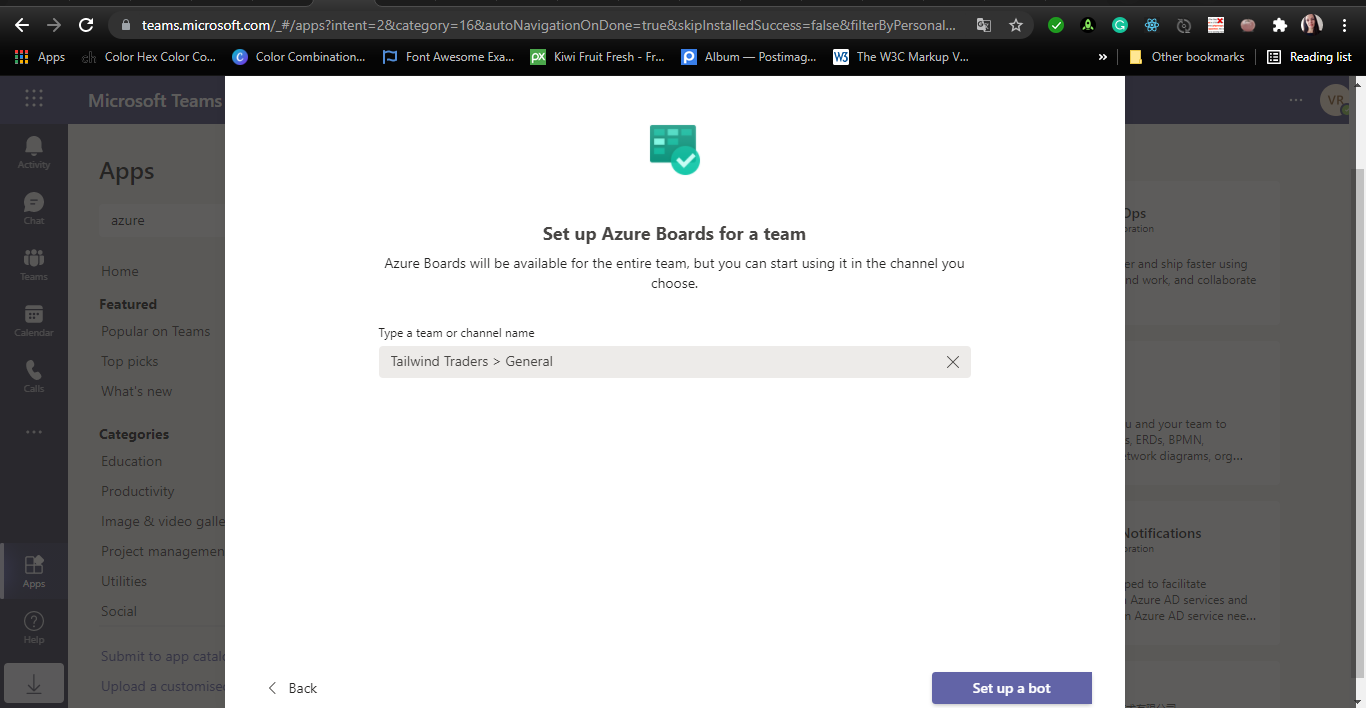 teams.microsoft.com/_#/apps?intent=2&category=16&autoNavigationOnDone=true&skipInstalledSuccess=false&filterByPersonal...
Apps
Color Hex Color Co...
Color Combination...
Font Awesome Exa...
Kiwi Fruit Fresh - Fr...
Album — Postimag...
The W3C Markup V...
»
Other bookmarks
Reading list
Microsoft Teams
VR
Activity
Chat
Teams
Calendar
Calls
Apps
Help
Apps
azure
Home
Featured
Popular on Teams
Top picks
What's new
Categories
Education
Productivity
Image & video galle
Project managemen
Utilities
Social
Submit to app catal
Upload a customise
Set up Azure Boards for a team
Azure Boards will be available for the entire team, but you can start using it in the channel you
choose.
Type a team or channel name
Tailwind Traders > General
Back
Set up a bot
Ops
oration
er and ship faster using
nd work, and collaborate
u and your team to
s, ERDs, BPMN,
twork diagrams, org...
Notifications
oration
ped to facilitate
Azure AD services and
n Azure AD service nee...